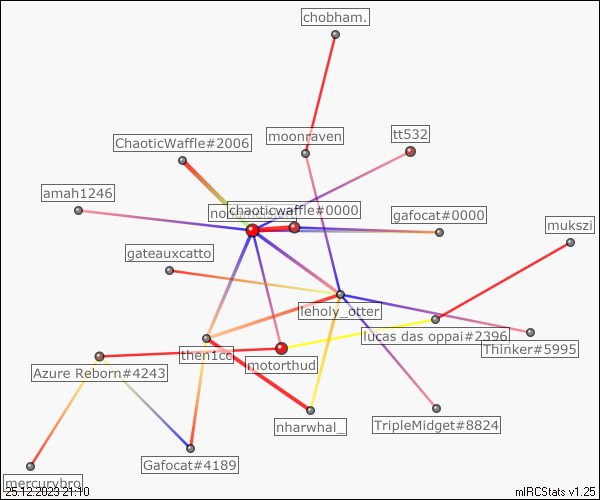 chobham.
ChaoticWaffle#2006
moonraven
tt532
amah1246
chaoticwaffle#0000
gafocat#0000
mukszi
gateauxcatto
leholy_otter
lucas das oppai#2396
Thinker#5995
then1cc
motorthud
Azure Reborn#4243
nharwhal_
TripleMidget#8824
Gafocat#4189
mercurybro
25.12.2023 21:10
mIRCStats v1.25